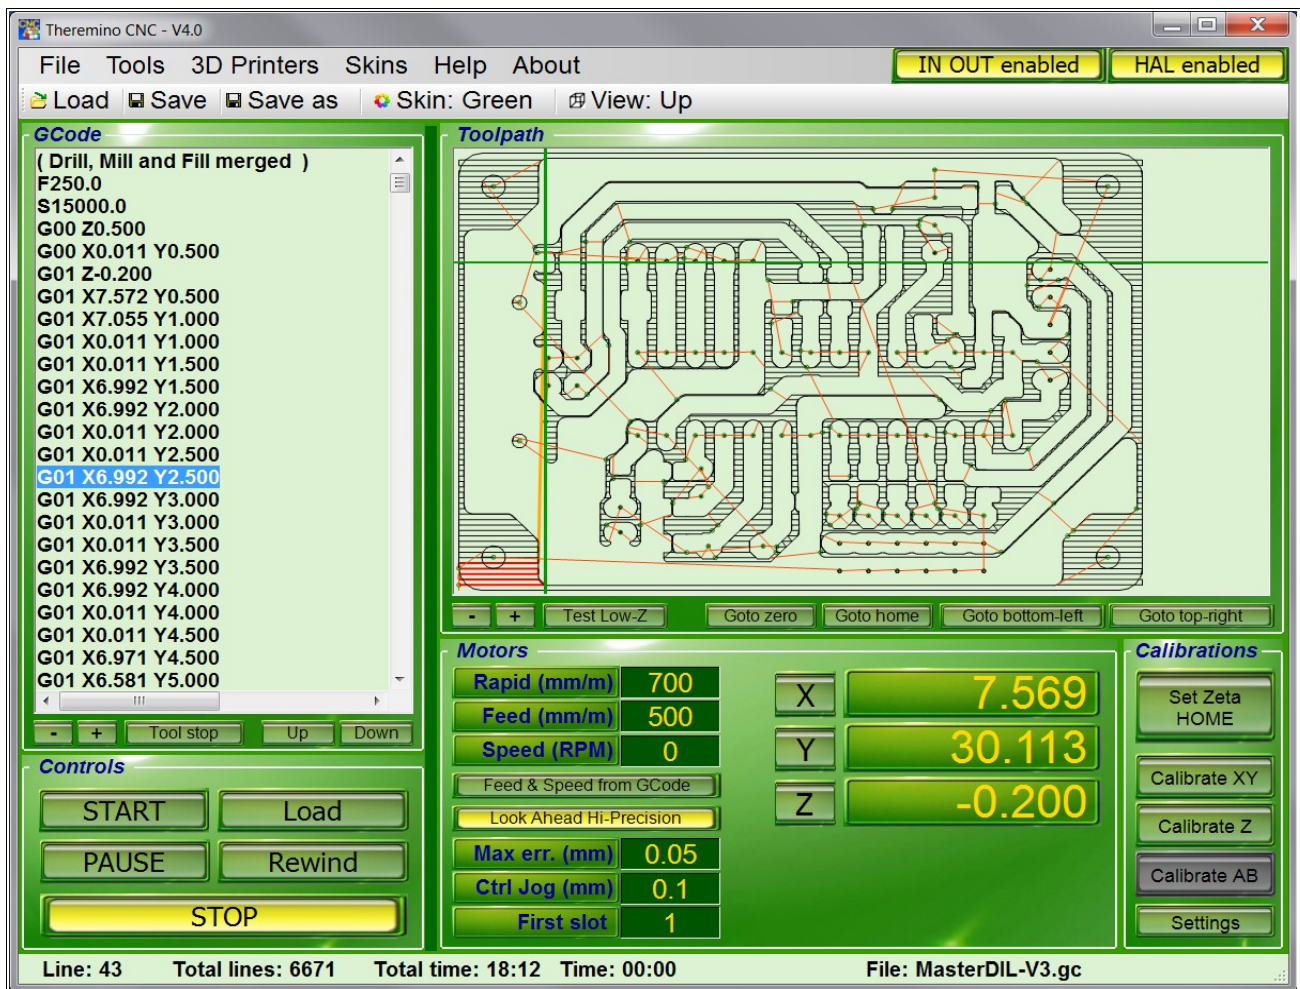 Theremino CNC - V4.0
File Tools 3D Printers Skins Help About
IN OUT enabled HAL enabled
Load Save Save as Skin: Green View: Up
GCode
( Drill, Mill and Fill merged )
F250.0
S15000.0
G00 Z0.500
G00 X0.011 Y0.500
G01 Z-0.200
G01 X7.572 Y0.500
G01 X7.055 Y1.000
G01 X0.011 Y1.000
G01 X0.011 Y1.500
G01 X6.992 Y1.500
G01 X6.992 Y2.000
G01 X0.011 Y2.000
G01 X0.011 Y2.500
G01 X6.992 Y2.500
G01 X6.992 Y3.000
G01 X0.011 Y3.000
G01 X0.011 Y3.500
G01 X6.992 Y3.500
G01 X6.992 Y4.000
G01 X0.011 Y4.000
G01 X0.011 Y4.500
G01 X6.971 Y4.500
G01 X6.581 Y5.000
- + Tool stop Up Down
Toolpath
- + Test Low-Z Goto zero Goto home Goto bottom-left Goto top-right
Controls
START Load
PAUSE Rewind
STOP
Motors
Rapid (mm/m) 700
Feed (mm/m) 500
Speed (RPM) 0
Feed & Speed from GCode
Look Ahead Hi-Precision
Max err. (mm) 0.05
Ctrl Jog (mm) 0.1
First slot 1
X 7.569
Y 30.113
Z -0.200
Calibrations
Set Zeta
HOME
Calibrate XY
Calibrate Z
Calibrate AB
Settings
Line: 43 Total lines: 6671 Total time: 18:12 Time: 00:00 File: MasterDIL-V3.gc